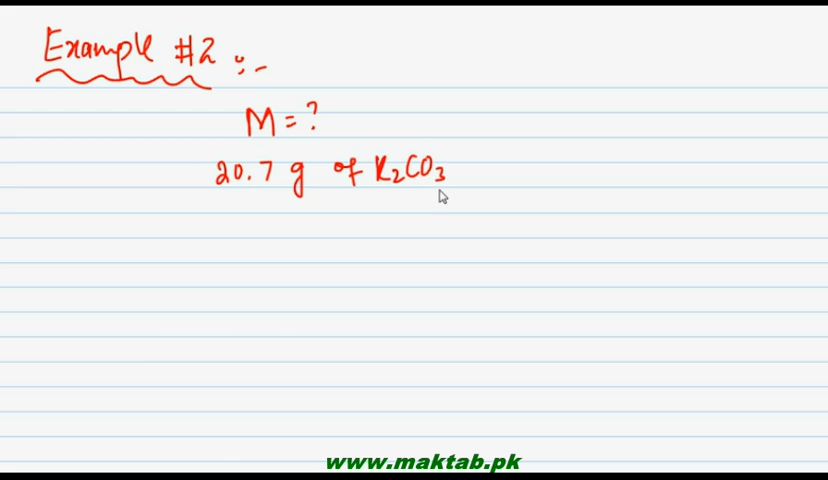 Example #2 :-
M = ?
20.7 g of K₂CO₃
www.maktab.pk